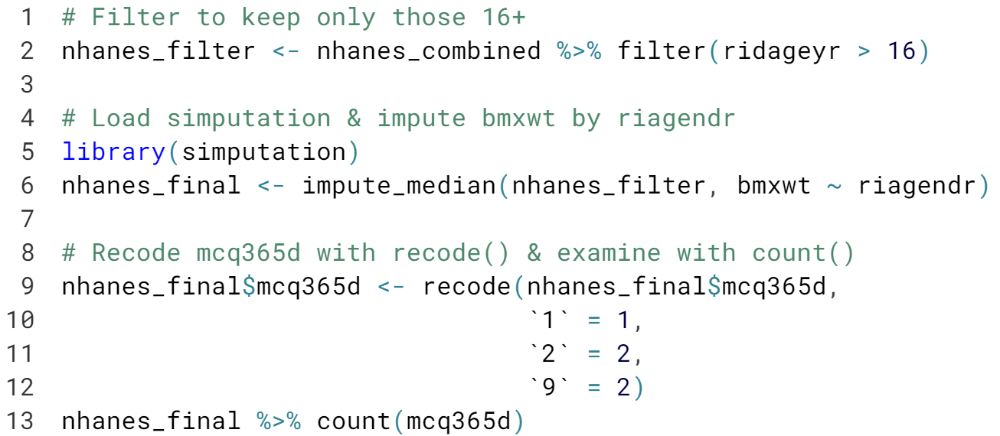 1 # Filter to keep only those 16+
2 nhanes_filter <- nhanes_combined %>% filter(ridageyr > 16)
3
4 # Load simputation & impute bmxwt by riagendr
5 library(simputation)
6 nhanes_final <- impute_median(nhanes_filter, bmxwt ~ riagendr)
7
8 # Recode mcq365d with recode() & examine with count()
9 nhanes_final$mcq365d <- recode(nhanes_final$mcq365d,
10                               `1` = 1,
11                               `2` = 2,
12                               `9` = 2)
13 nhanes_final %>% count(mcq365d)